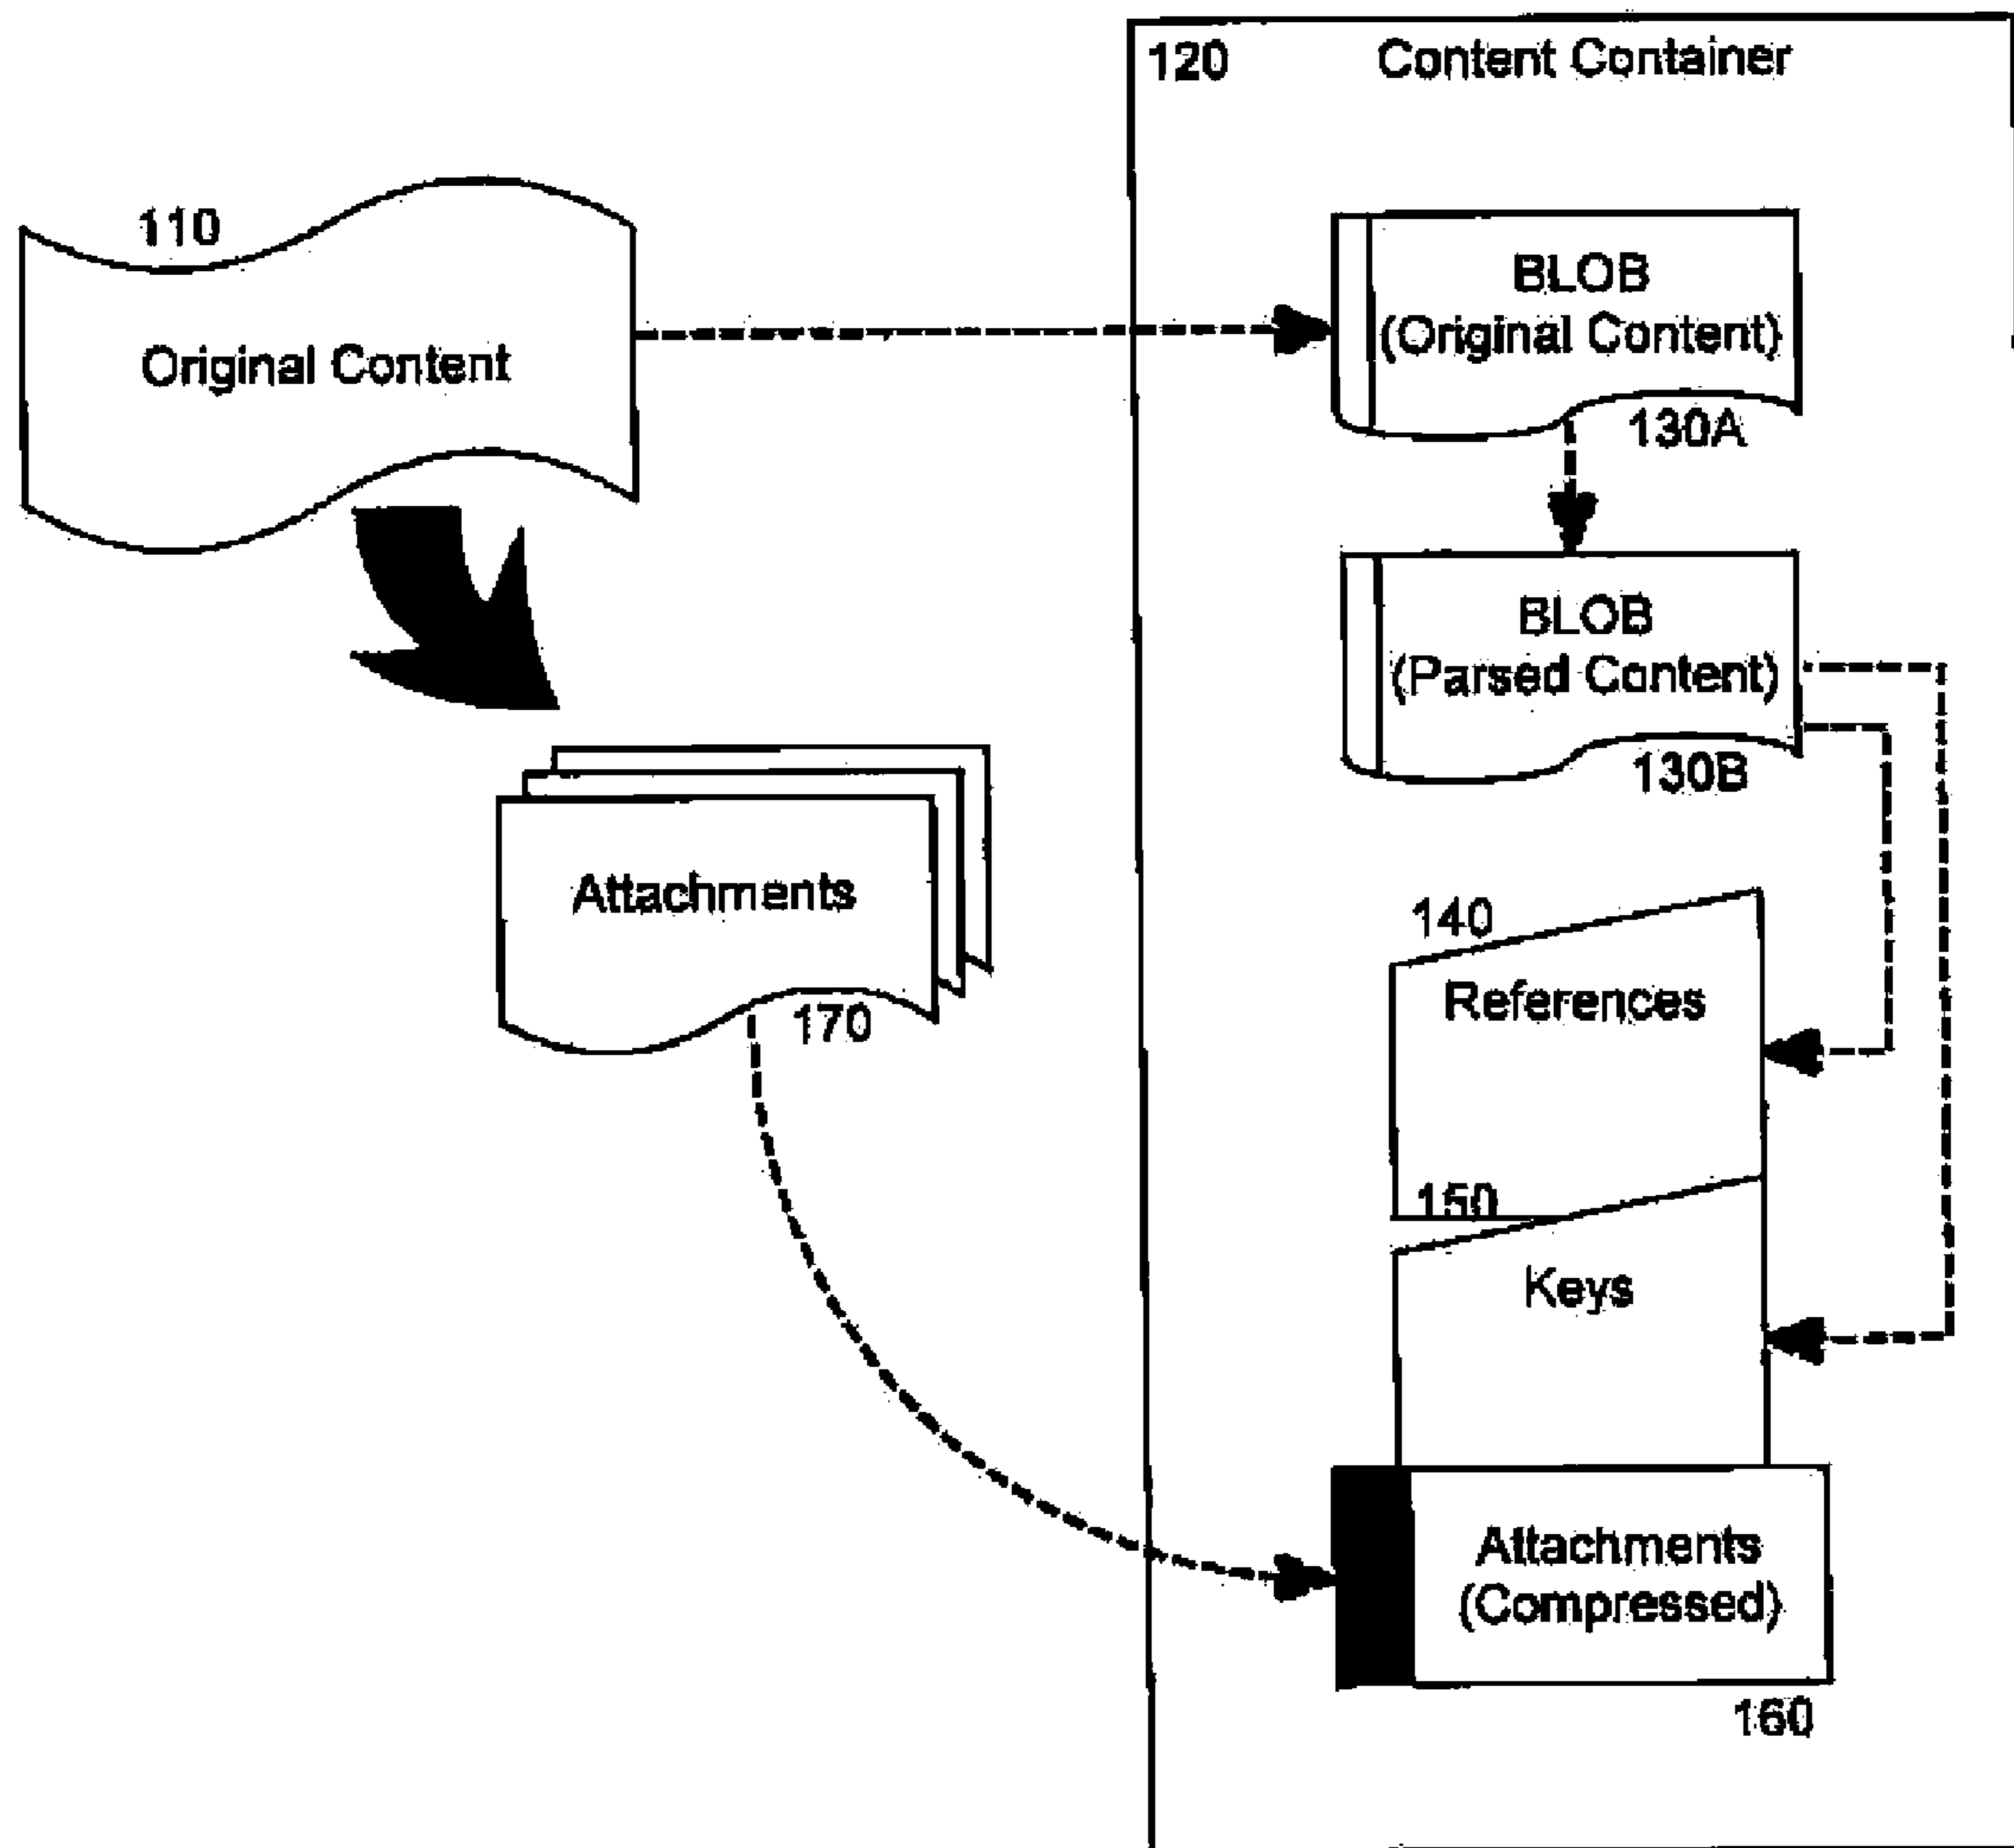 120 Content Container
110
Original Content
BLOB
(Original Content)
130A
BLOB
(Parsed Content)
130B
Attachments
170
140
References
150
Keys
Attachments
(Compressed)
160